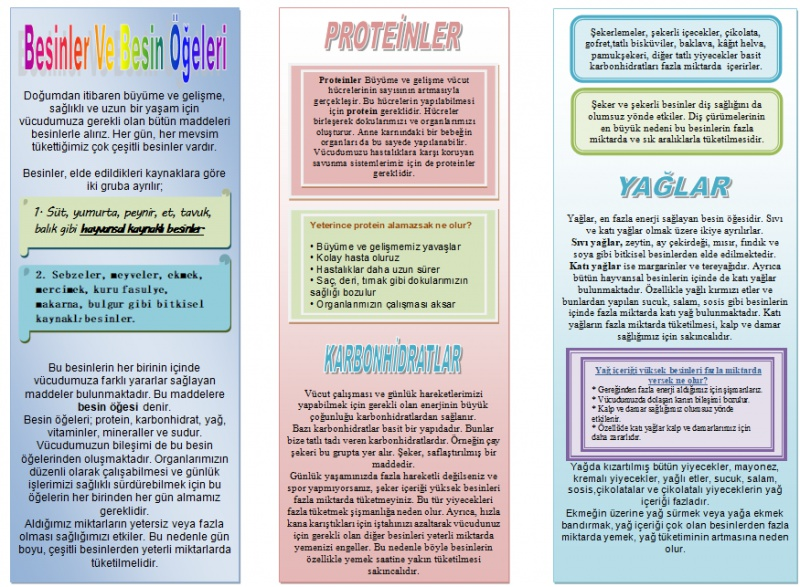 Besinler Ve Besin Öğeleri
Doğumdan itibaren büyüme ve gelişme,
sağlıklı ve uzun bir yaşam için
vücudumuza gerekli olan bütün maddeleri
besinlerle alırız. Her gün, her mevsim
tükettiğimiz çok çeşitli besinler vardır.
Besinler, elde edildikleri kaynaklara göre
iki gruba ayrılır;
1. Süt, yumurta, peynir, et, tavuk,
balık gibi hayvansal kaynaklı besinler
2. Sebzeler, meyveler, ekmek,
mercimek, kuru fasulye,
makarna, bulgur gibi bitkisel
kaynaklı besinler.
Bu besinlerin her birinin içinde
vücudumuza farklı yararlar sağlayan
maddeler bulunmaktadır. Bu maddelere
besin öğesi denir.
Besin öğeleri; protein, karbonhidrat, yağ,
vitaminler, mineraller ve sudur.
Vücudumuzun bileşimi de bu besin
öğelerinden oluşmaktadır. Organlarımızın
düzenli olarak çalışabilmesi ve günlük
işlerimizi sağlıklı sürdürebilmek için bu
öğelerin her birinden her gün almamız
gereklidir.
Aldığımız miktarların yetersiz veya fazla
olması sağlığımızı etkiler. Bu nedenle gün
boyu, çeşitli besinlerden yeterli miktarlarda
tüketilmelidir.
PROTEİNLER
Proteinler Büyüme ve gelişme vücut
hücrelerinin sayısının artmasıyla
gerçekleşir. Bu hücrelerin yapılabilmesi
için protein gereklidir. Hücreler
birleşerek dokularımızı ve organlarımızı
oluşturur. Anne karnındaki bir bebeğin
organları da bu sayede yapılanabilir.
Vücudumuzu hastalıklara karşı koruyan
savunma sistemlerimiz için de proteinler
gereklidir.
Yeterince protein alamazsak ne olur?
• Büyüme ve gelişmemiz yavaşlar
• Kolay hasta oluruz
• Hastalıklar daha uzun sürer
• Saç, deri, tırnak gibi dokularımızın
sağlığı bozulur
• Organlarımızın çalışması aksar
KARBONHİDRATLAR
Vücut çalışması ve günlük hareketlerimizi
yapabilmek için gerekli olan enerjinin büyük
çoğunluğu karbonhidratlardan sağlanır.
Bazı karbonhidratlar basit bir yapıdadır. Bunlar
bize tatlı tadı veren karbonhidratlardır. Örneğin çay
şekeri bu grupta yer alır. Şeker, saflaştırılmış bir
maddedir.
Günlük yaşamınızda fazla hareketli değilseniz ve
spor yapmıyorsanız, şeker içeriği yüksek besinleri
fazla miktarda tüketmeyiniz. Bu tür yiyecekleri
fazla tüketmek şişmanlığa neden olur. Ayrıca, hızla
kana karıştıkları için iştahınızı azaltarak vücudunuz
için gerekli olan diğer besinleri yeterli miktarda
yemenizi engeller. Bu nedenle böyle besinlerin
özellikle yemek saatine yakın tüketilmesi
sakıncalıdır.
Şekerlemeler, şekerli içecekler, çikolata,
gofret,tatlı bisküviler, baklava, kâğıt helva,
pamukşekeri, diğer tatlı yiyecekler basit
karbonhidratları fazla miktarda içerirler.
Şeker ve şekerli besinler diş sağlığını da
olumsuz yönde etkiler. Diş çürümelerinin
en büyük nedeni bu besinlerin fazla
miktarda ve sık aralıklarla tüketilmesidir.
YAĞLAR
Yağlar, en fazla enerji sağlayan besin öğesidir. Sıvı
ve katı yağlar olmak üzere ikiye ayrılırlar.
Sıvı yağlar, zeytin, ay çekirdeği, mısır, fındık ve
soya gibi bitkisel besinlerden elde edilmektedir.
Katı yağlar ise margarinler ve tereyağıdır. Ayrıca
bütün hayvansal besinlerin içinde de katı yağlar
bulunmaktadır. Özellikle yağlı kırmızı etler ve
bunlardan yapılan sucuk, salam, sosis gibi besinlerin
içinde fazla miktarda katı yağ bulunmaktadır. Katı
yağların fazla miktarda tüketilmesi, kalp ve damar
sağlığımız için sakıncalıdır.
Yağ içeriği yüksek besinleri fazla miktarda
yersek ne olur?
* Gereğinden fazla enerji aldığımız için şişmanlarız.
* Vücudumuzda dolaşan kanın bileşimi bozulur.
* Kalp ve damar sağlığımız olumsuz yönde
etkilenir.
* Özellikle katı yağlar kalp ve damarlarımız için
daha zararlıdır.
Yağda kızartılmış bütün yiyecekler, mayonez,
kremalı yiyecekler, yağlı etler, sucuk, salam,
sosis,çikolatalar ve çikolatalı yiyeceklerin yağ
içeriği fazladır.
Ekmeğin üzerine yağ sürmek veya yağa ekmek
bandırmak, yağ içeriği çok olan besinlerden fazla
miktarda yemek, yağ tüketiminin artmasına neden
olur.